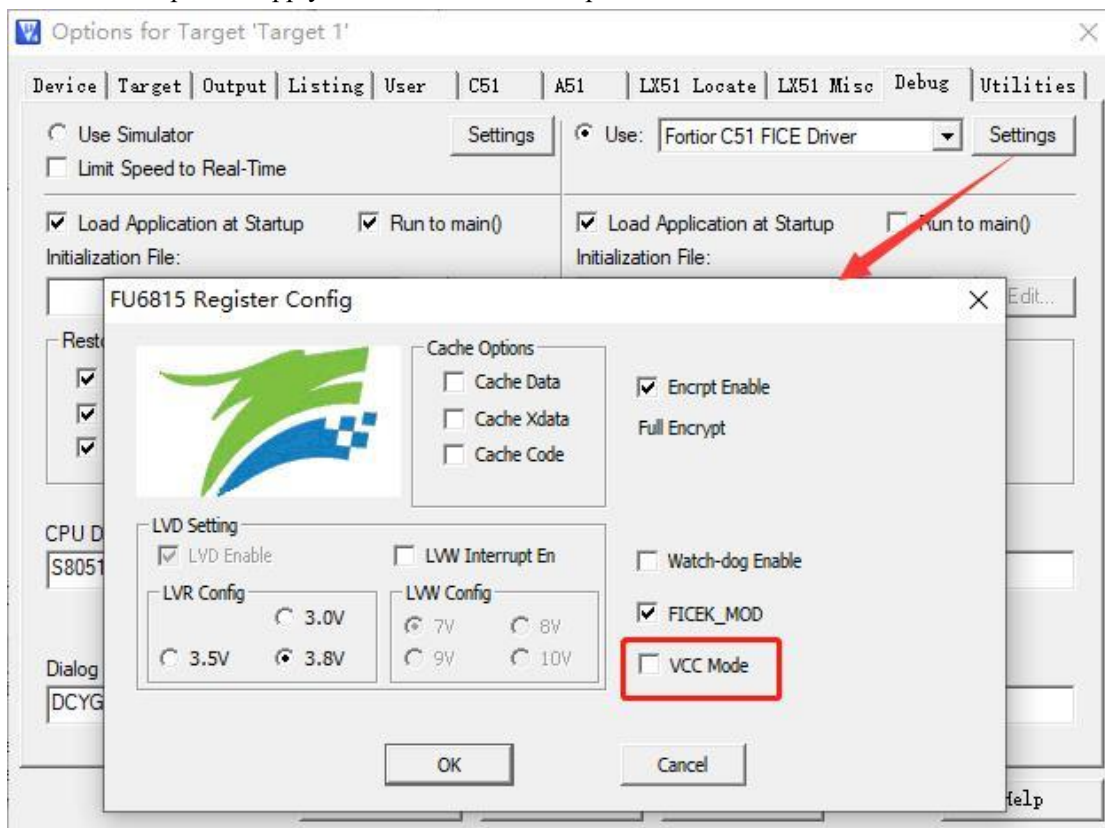 Options for Target 'Target 1'
Device Target Output Listing User C51 A51 LX51 Locate LX51 Misc Debug Utilities
Use Simulator Settings Use: Fortior C51 FICE Driver Settings
Limit Speed to Real-Time
Load Application at Startup Run to main() Load Application at Startup Run to main()
Initialization File: Initialization File:
FU6815 Register Config Edit...
Cache Options
Cache Data
Encrpt Enable
Cache Xdata
Full Encrypt
Cache Code
LVD Setting
LVD Enable LVW Interrupt En Watch-dog Enable
S8051
LVR Config LVW Config
3.0V 7V 8V FICEK_MOD
3.5V 3.8V 9V 10V VCC Mode
Dialog
OK Cancel